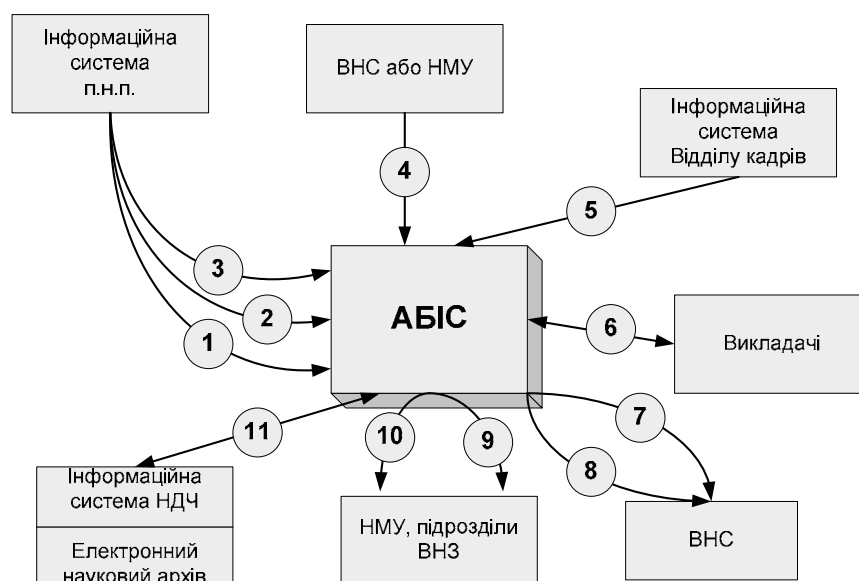 Інформаційна
система
п.н.п.
ВНС або НМУ
Інформаційна
система
Відділу кадрів
4
5
3
2
1
АБІС
6
Викладачі
7
11
10
9
8
Інформаційна
система НДЧ
Електронний
науковий архів
НМУ, підрозділи
ВНЗ
ВНС